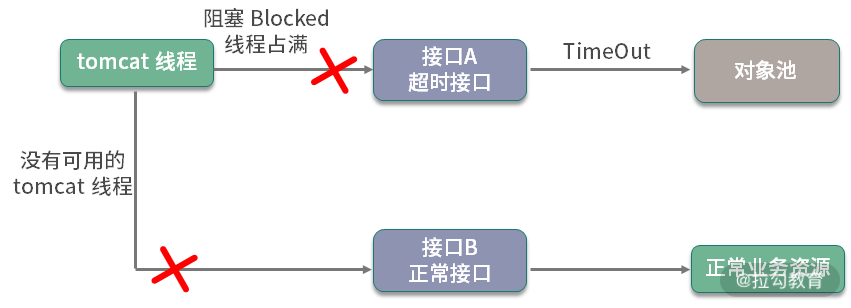 阻塞 Blocked
线程占满
tomcat 线程
接口A
超时接口
TimeOut
对象池
没有可用的
tomcat 线程
接口B
正常接口
正常业务资源
@拉勾教育